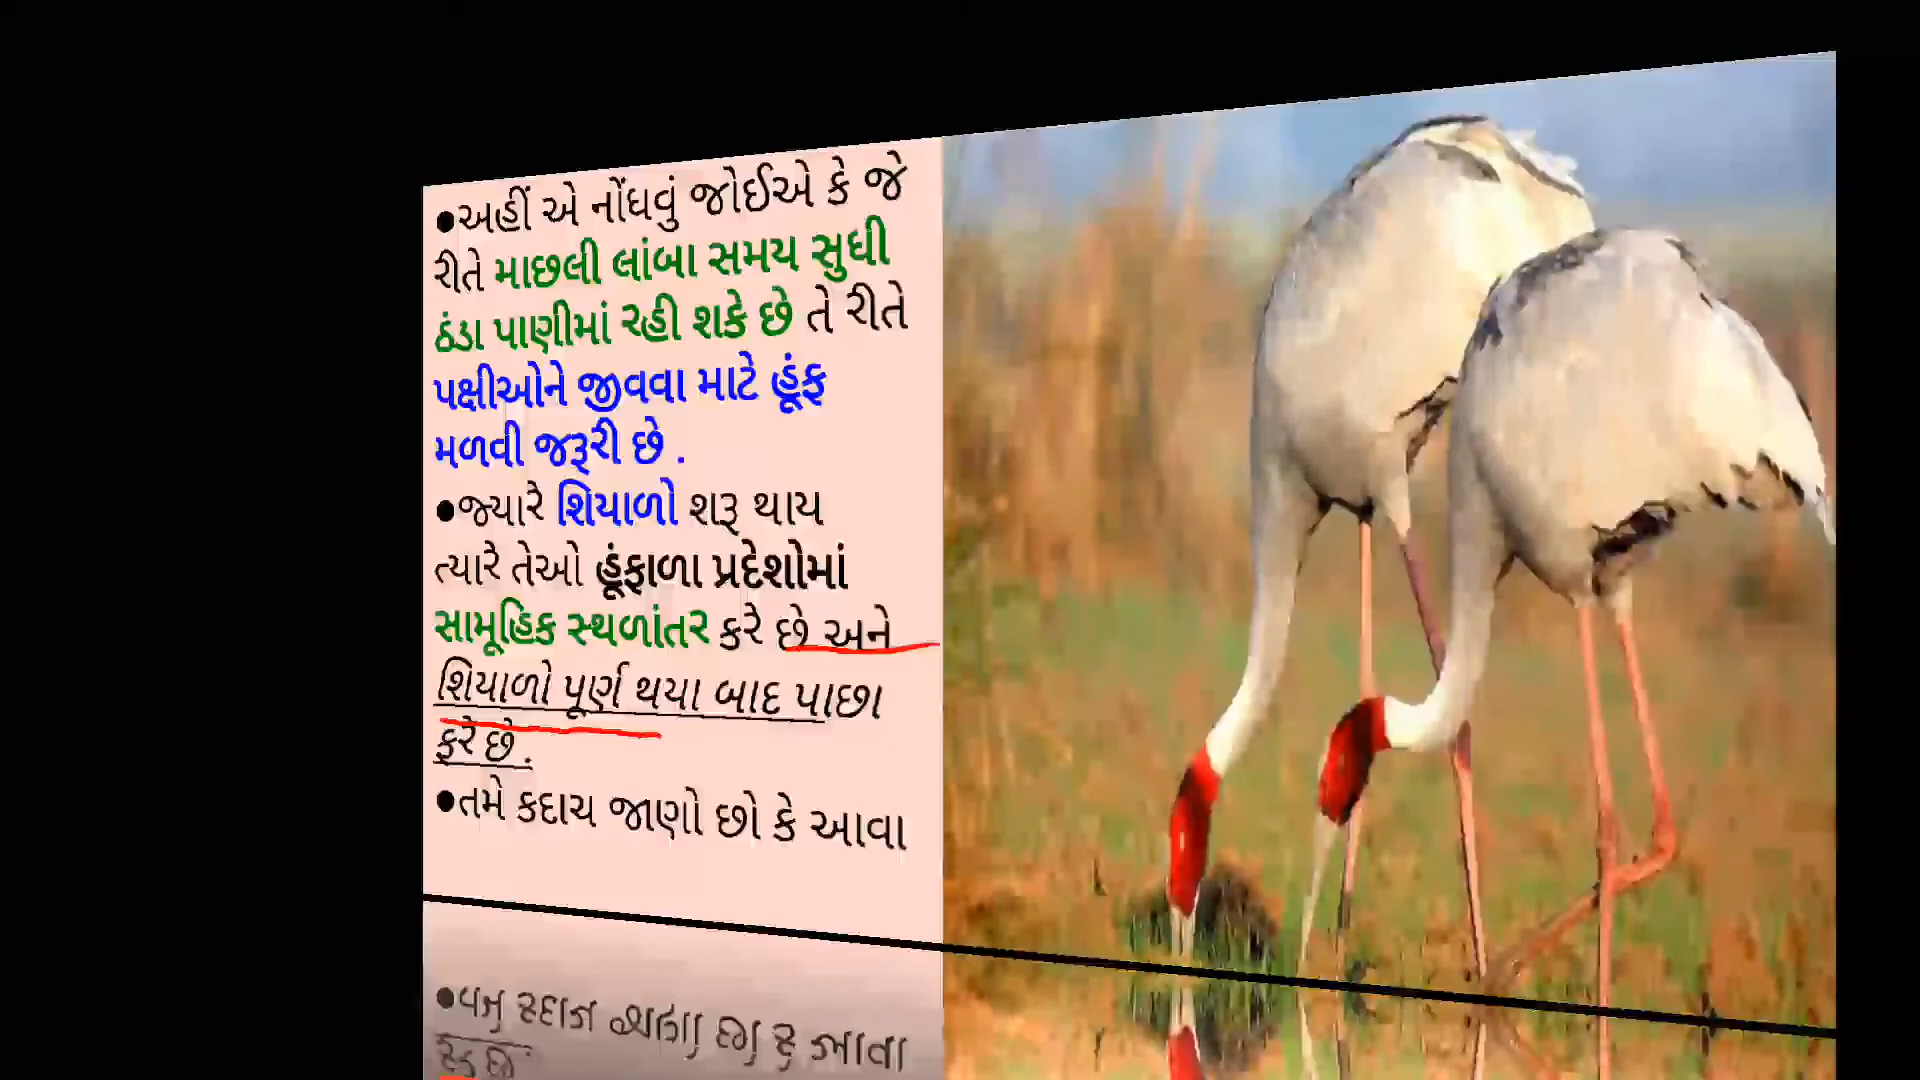 ●અહીં એ નોંધવું જોઈએ કે જે
રીતે માછલી લાંબા સમય સુધી
ઠંડા પાણીમાં રહી શકે છે તે રીતે
પક્ષીઓને જીવવા માટે હૂંફ
મળવી જરૂરી છે .
●જ્યારે શિયાળો શરૂ થાય
ત્યારે તેઓ હૂંફાળા પ્રદેશોમાં
સામૂહિક સ્થળાંતર કરે છે અને
શિયાળો પૂર્ણ થયા બાદ પાછા
ફરે છે .
●તમે કદાચ જાણો છો કે આવા